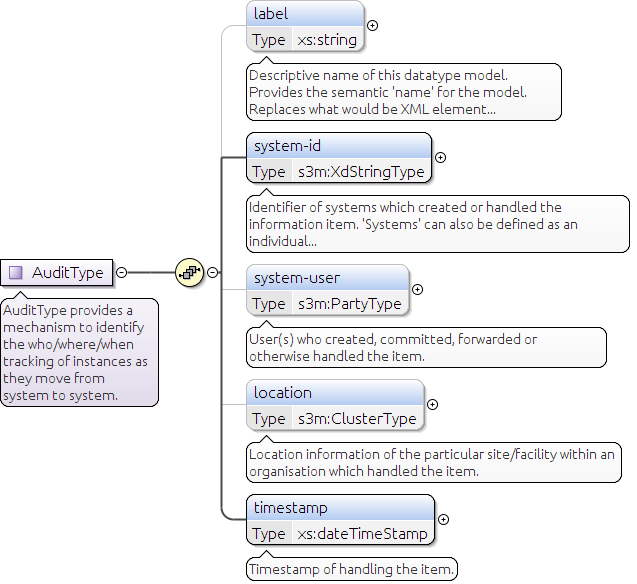 label
Type xs:string
Descriptive name of this datatype model.
Provides the semantic 'name' for the model.
Replaces what would be XML element...
system-id
Type s3m:XdStringType
Identifier of systems which created or handled the
information item. 'Systems' can also be defined as an
individual...
AuditType
AuditType provides a
mechanism to identify
the who/where/when
tracking of instances as
they move from
system to system.
system-user
Type s3m:PartyType
User(s) who created, committed, forwarded or
otherwise handled the item.
location
Type s3m:ClusterType
Location information of the particular site/facility within an
organisation which handled the item.
timestamp
Type xs:dateTimeStamp
Timestamp of handling the item.